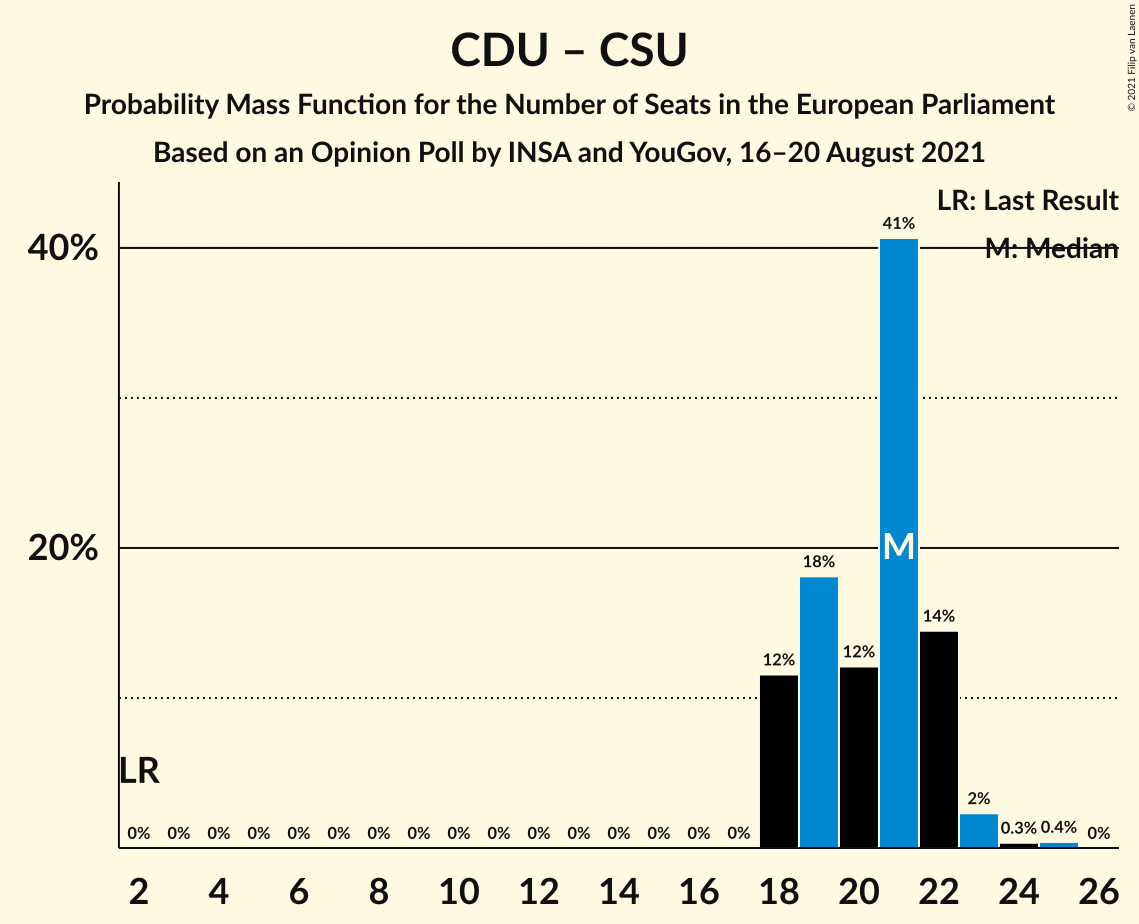 © 2021 Filip van Laenen
CDU – CSU
Probability Mass Function for the Number of Seats in the European Parliament
Based on an Opinion Poll by INSA and YouGov, 16–20 August 2021
LR: Last Result
M: Median
41%
40%
20%
M
18%
14%
12%
12%
LR
2%
0.3%
0.4%
0% 0% 0% 0% 0% 0% 0% 0% 0% 0% 0% 0% 0% 0% 0% 0% 0%
2 4 6 8 10 12 14 16 18 20 22 24 26